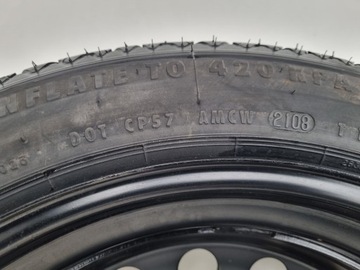 INFLATE TO 420 KPA
DOT CP57 AMCW 2108